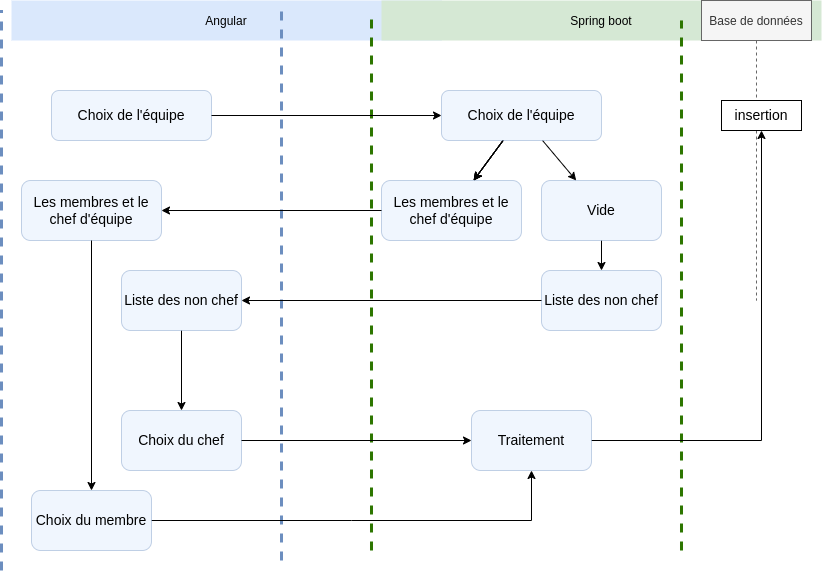 Angular
Spring boot
Base de données
Choix de l'équipe
Choix de l'équipe
insertion
Les membres et le
chef d'équipe
Les membres et le
chef d'équipe
Vide
Liste des non chef
Liste des non chef
Choix du chef
Traitement
Choix du membre